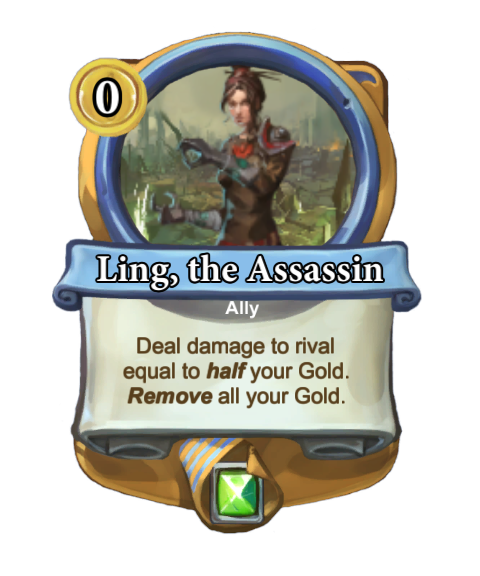 0
Ling, the Assassin
Ally
Deal damage to rival
equal to half your Gold.
Remove all your Gold.